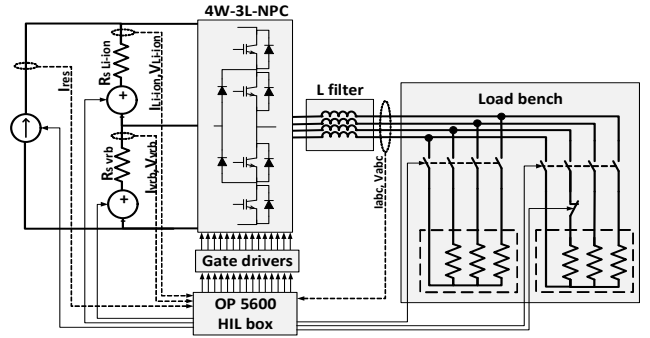 4W-3L-NPC
Rs Li-ion
ILi-ion,VLi-ion
Ires
+
Rs vrb
Ivrb,Vvrb
+
L filter
Iabc, Vabc
Load bench
Gate drivers
OP 5600
HIL box